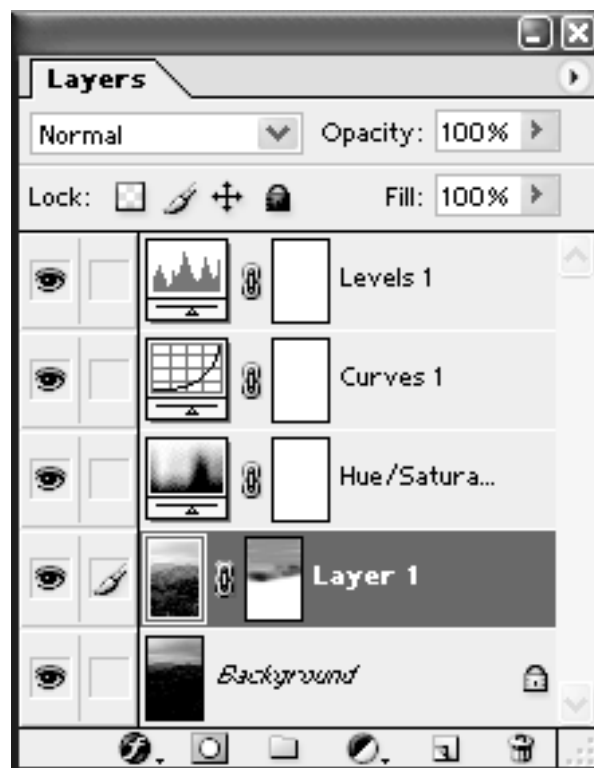 Layers
Normal Opacity: 100%
Lock: Fill: 100%
Levels 1
Curves 1
Hue/Satura...
Layer 1
Background